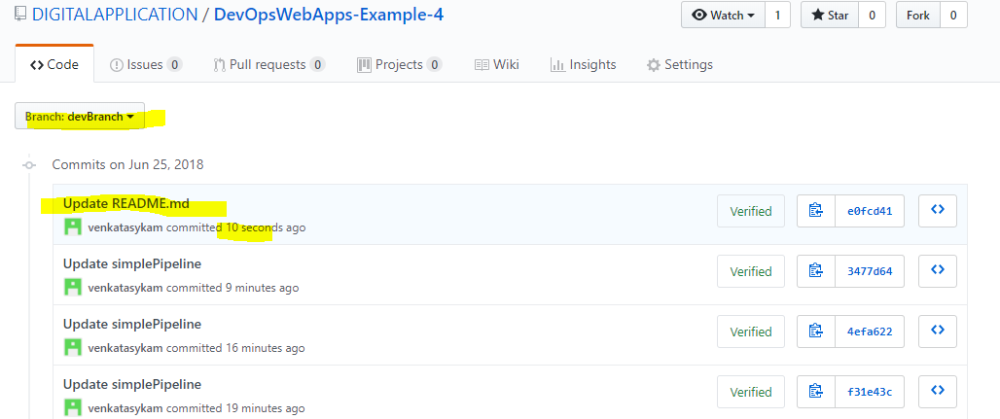 DIGITALAPPLICATION / DevOpsWebApps-Example-4
Watch 1 Star 0 Fork 0
Code Issues 0 Pull requests 0 Projects 0 Wiki Insights Settings
Branch: devBranch
Commits on Jun 25, 2018
Update README.md
venkatasykam committed 10 seconds ago
Verified e0fcd41
Update simplePipeline
venkatasykam committed 9 minutes ago
Verified 3477d64
Update simplePipeline
venkatasykam committed 16 minutes ago
Verified 4efa622
Update simplePipeline
venkatasykam committed 19 minutes ago
Verified f31e43c